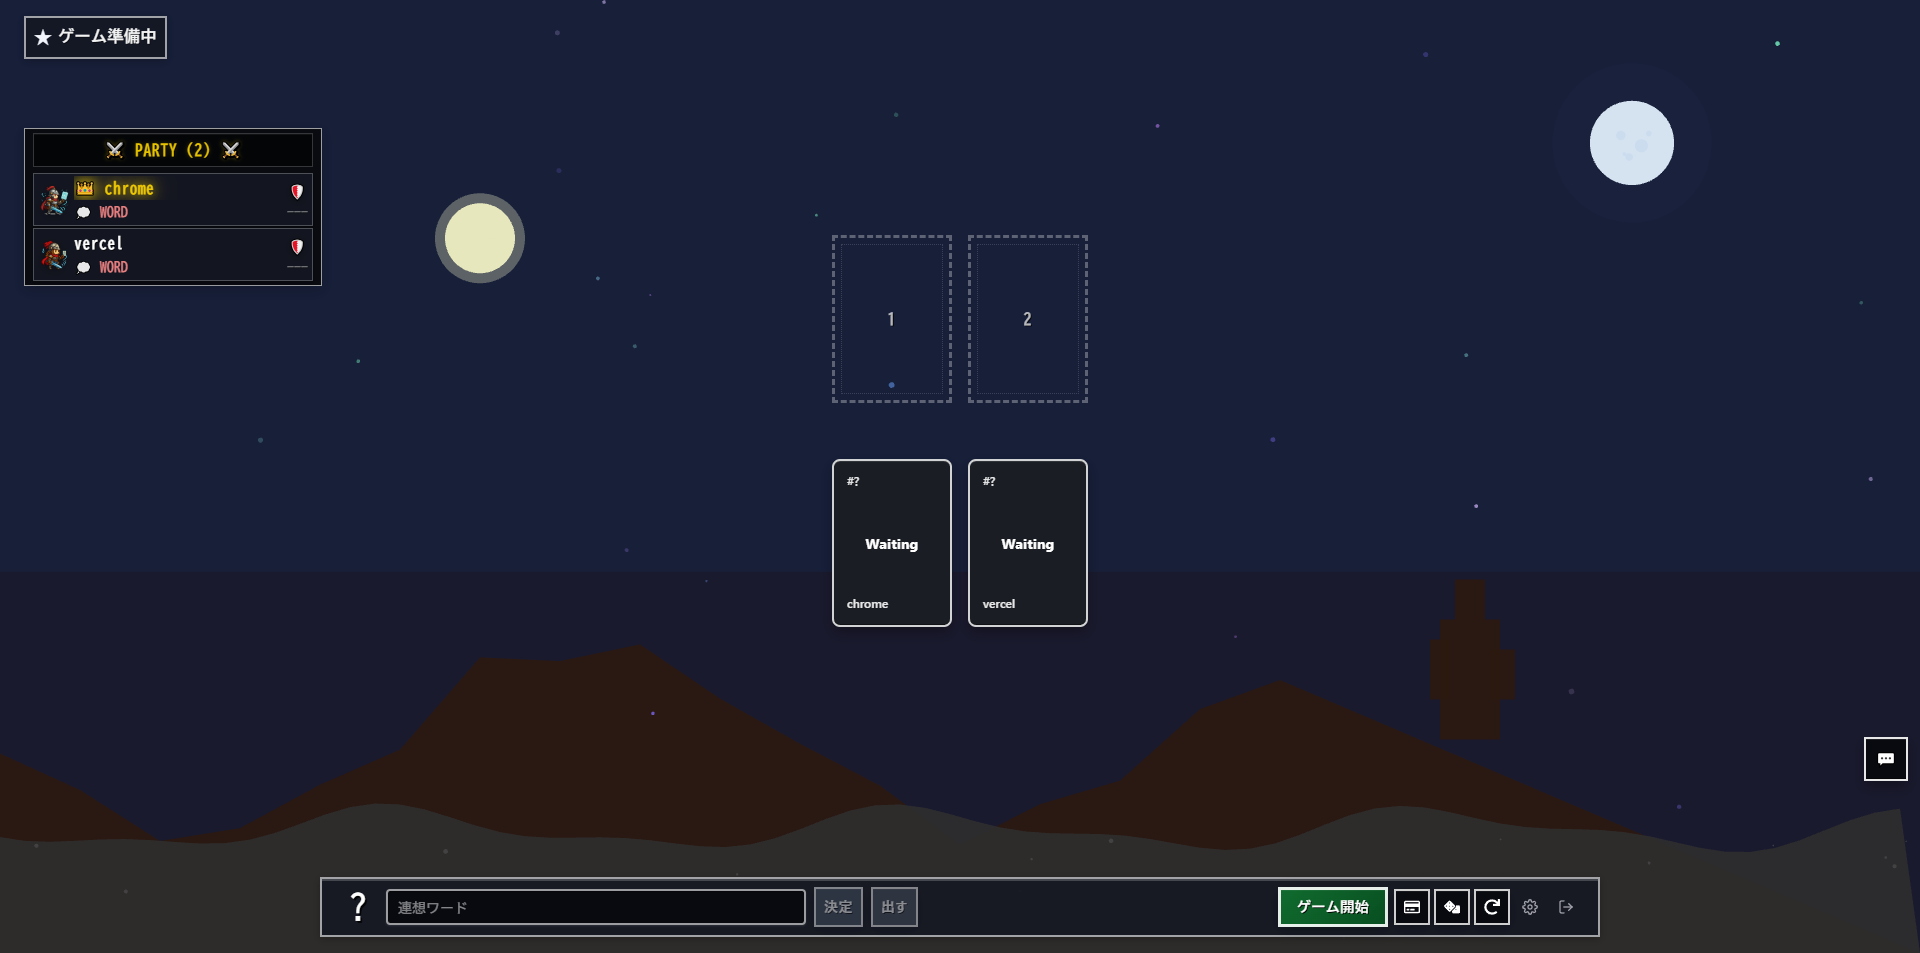 ★ ゲーム準備中
PARTY (2)
chrome
WORD
———
vercel
WORD
———
1
2
#?
Waiting
chrome
#?
Waiting
vercel
?
連想ワード
決定
出す
ゲーム開始